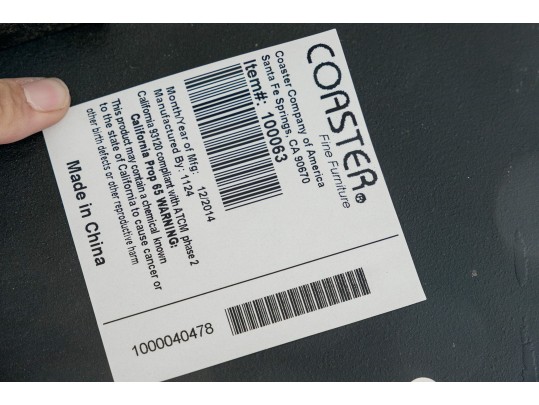 COASTER®
Fine Furniture
Coaster Company of America
Santa Fe Springs, CA 90670
Item#: 100063
Month/Year of Mfg: 12/2014
Manufactured By: 1124
California 93120 compliant with ATCM phase 2
California Prop 65 WARNING:
This product may contain a chemical known
to the state of California to cause cancer or
other birth defects or other reproductive harm
Made in China
1000040478